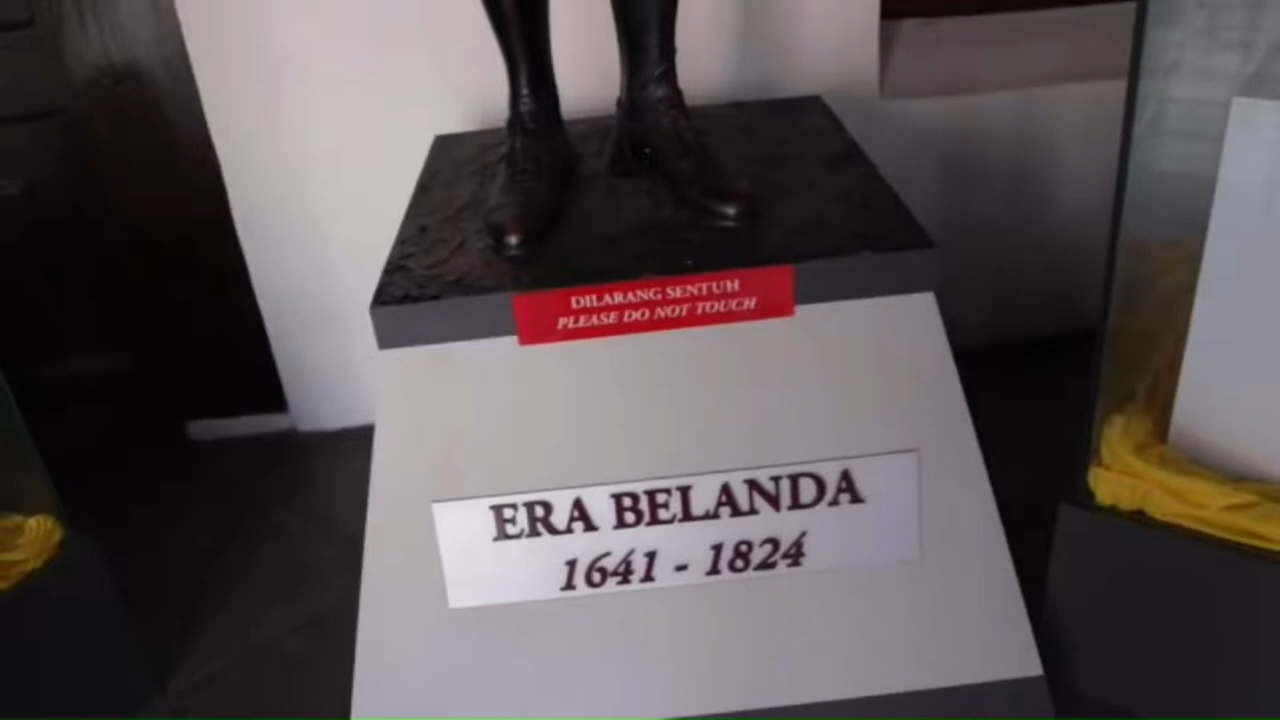 DILARANG SENTUH
PLEASE DO NOT TOUCH
ERA BELANDA
1641 - 1824